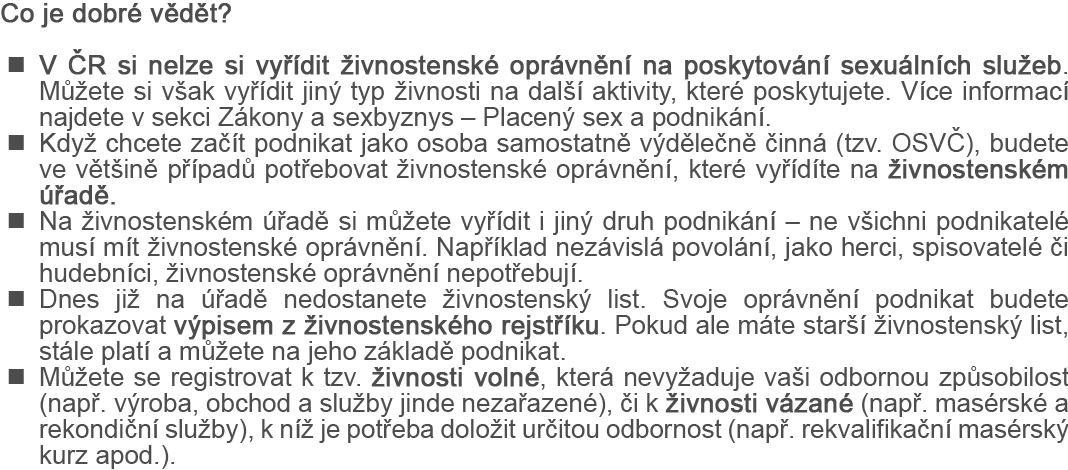 Co je dobré vědět?
■ V ČR si nelze si vyřídit živnostenské oprávnění na poskytování sexuálních služeb.
Můžete si však vyřídit jiný typ živnosti na další aktivity, které poskytujete. Více informací
najdete v sekci Zákony a sexbyznys – Placený sex a podnikání.
■ Když chcete začít podnikat jako osoba samostatně výdělečně činná (tzv. OSVČ), budete
ve většině případů potřebovat živnostenské oprávnění, které vyřídíte na živnostenském
úřadě.
■ Na živnostenském úřadě si můžete vyřídit i jiný druh podnikání – ne všichni podnikatelé
musí mít živnostenské oprávnění. Například nezávislá povolání, jako herci, spisovatelé či
hudebníci, živnostenské oprávnění nepotřebují.
■ Dnes již na úřadě nedostanete živnostenský list. Svoje oprávnění podnikat budete
prokazovat výpisem z živnostenského rejstříku. Pokud ale máte starší živnostenský list,
stále platí a můžete na jeho základě podnikat.
■ Můžete se registrovat k tzv. živnosti volné, která nevyžaduje vaši odbornou způsobilost
(např. výroba, obchod a služby jinde nezařazené), či k živnosti vázané (např. masérské a
rekondiční služby), k níž je potřeba doložit určitou odbornost (např. rekvalifikační masérský
kurz apod.).